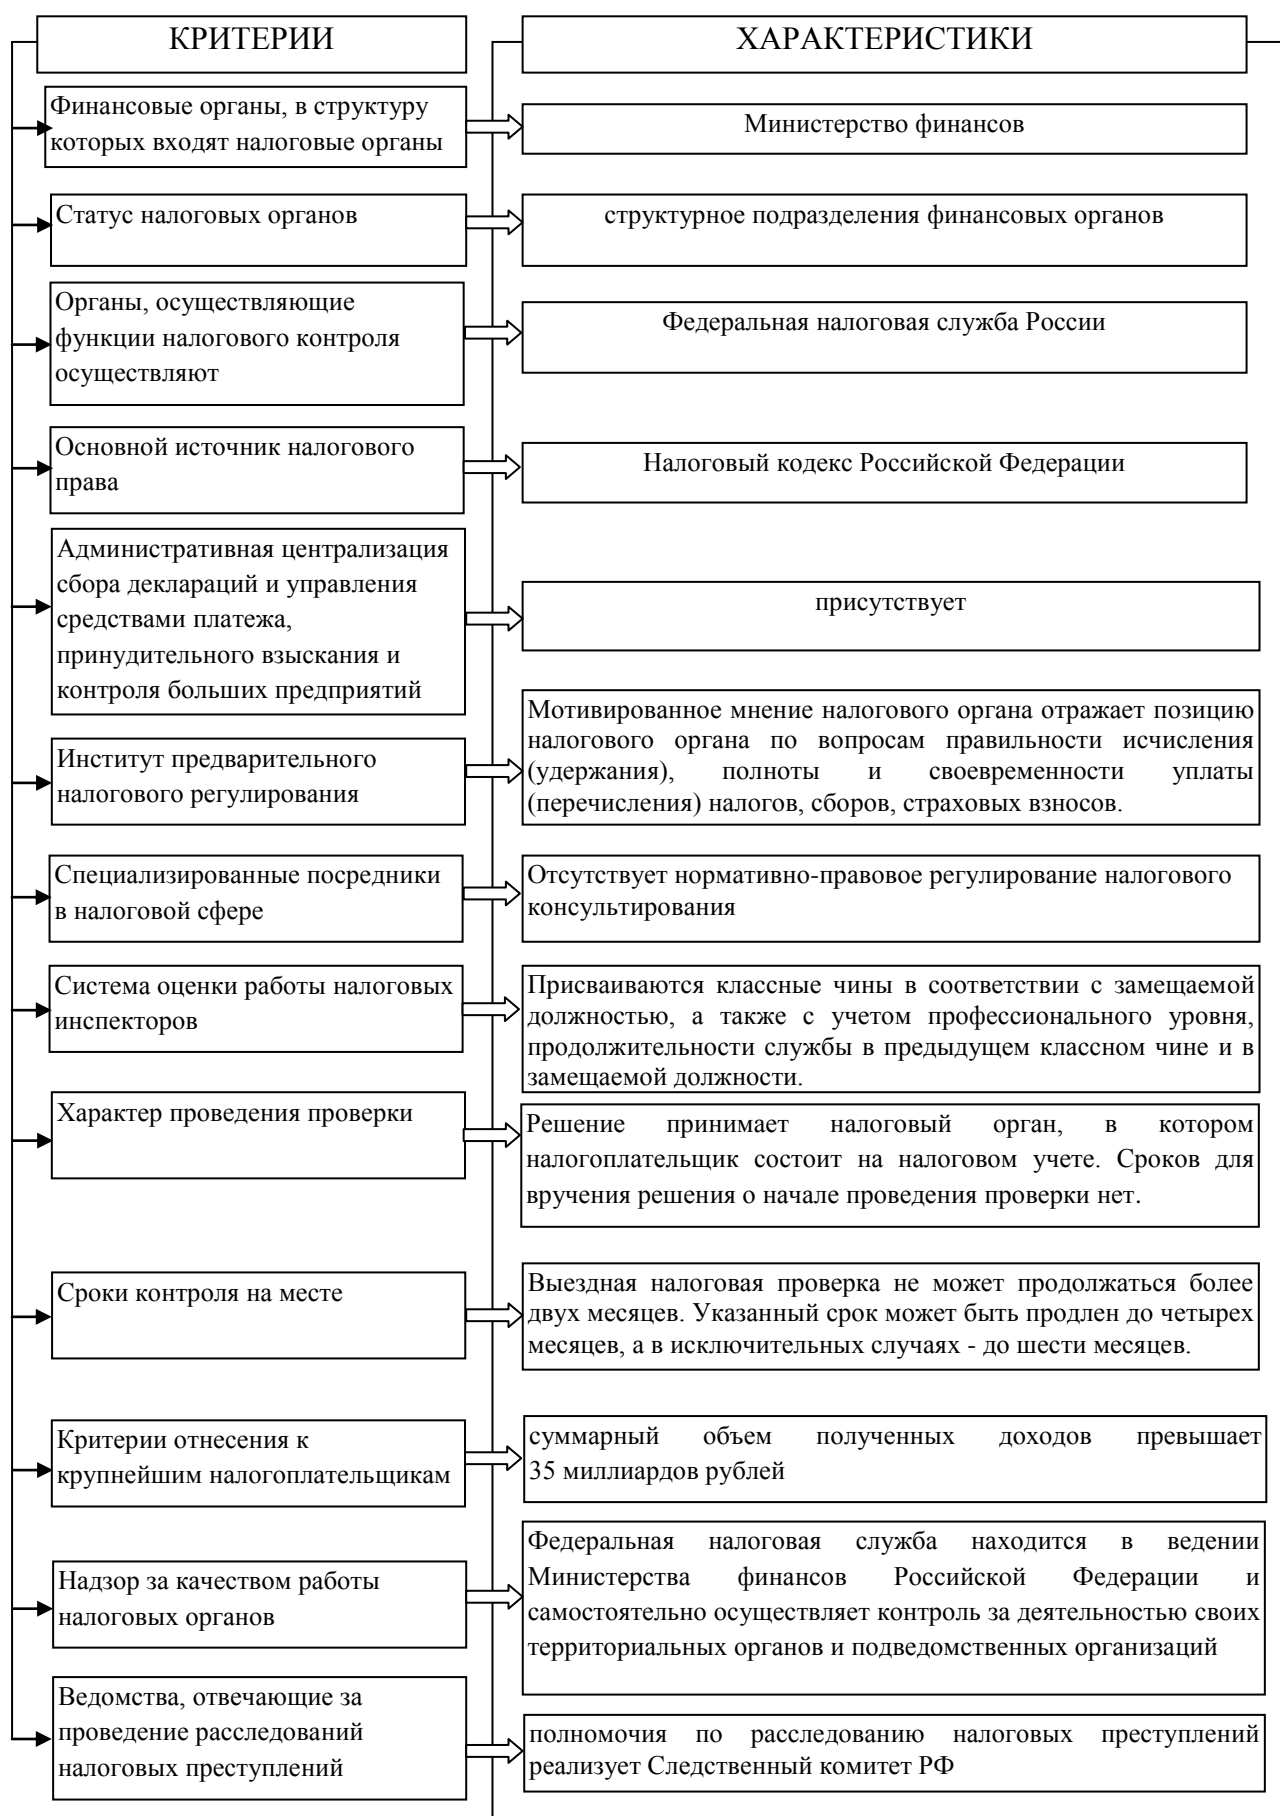 КРИТЕРИИ
ХАРАКТЕРИСТИКИ
Финансовые органы, в структуру
которых входят налоговые органы
Министерство финансов
Статус налоговых органов
структурное подразделения финансовых органов
Органы, осуществляющие
функции налогового контроля
осуществляют
Федеральная налоговая служба России
Основной источник налогового
права
Налоговый кодекс Российской Федерации
Административная централизация
сбора деклараций и управления
средствами платежа,
принудительного взыскания и
контроля больших предприятий
присутствует
Институт предварительного
налогового регулирования
Мотивированное мнение налогового органа отражает позицию
налогового органа по вопросам правильности исчисления
(удержания), полноты и своевременности уплаты
(перечисления) налогов, сборов, страховых взносов.
Специализированные посредники
в налоговой сфере
Отсутствует нормативно-правовое регулирование налогового
консультирования
Система оценки работы налоговых
инспекторов
Присваиваются классные чины в соответствии с замещаемой
должностью, а также с учетом профессионального уровня,
продолжительности службы в предыдущем классном чине и в
замещаемой должности.
Характер проведения проверки
Решение принимает налоговый орган, в котором
налогоплательщик состоит на налоговом учете. Сроков для
вручения решения о начале проведения проверки нет.
Сроки контроля на месте
Выездная налоговая проверка не может продолжаться более
двух месяцев. Указанный срок может быть продлен до четырех
месяцев, а в исключительных случаях - до шести месяцев.
Критерии отнесения к
крупнейшим налогоплательщикам
суммарный объем полученных доходов превышает
35 миллиардов рублей
Надзор за качеством работы
налоговых органов
Федеральная налоговая служба находится в ведении
Министерства финансов Российской Федерации и
самостоятельно осуществляет контроль за деятельностью своих
территориальных органов и подведомственных организаций
Ведомства, отвечающие за
проведение расследований
налоговых преступлений
полномочия по расследованию налоговых преступлений
реализует Следственный комитет РФ